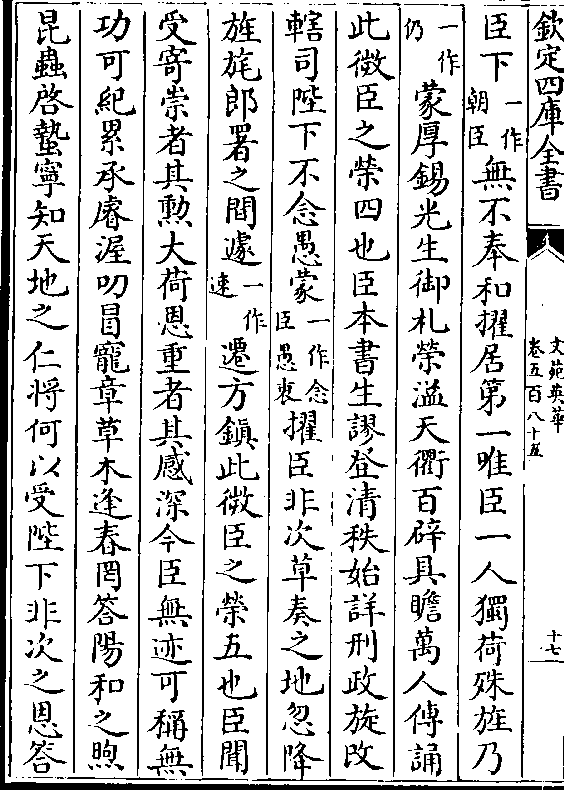 欽定四庫全書
文苑英華
卷五百八十五
十七
臣下一作朝臣無不奉和擢居第一唯臣一人獨荷殊旌乃
一作仍蒙厚錫光生御札榮溢天衢百辟具瞻萬人傳誦
此微臣之榮四也臣本書生謬登清秩始詳刑政旋改
轄司陛下不念愚蒙一作念臣愚衷擢臣非次草奏之地忽降
旌旄郎署之間遽一作速遷方鎮此微臣之榮五也臣聞
受寄崇者其勲大荷恩重者其感深今臣無迹可稱無
功可紀累承睿渥叨冒寵章草木逢春罔答陽和之煦
昆蟲啓蟄寧知天地之仁將何以受陛下非次之恩答